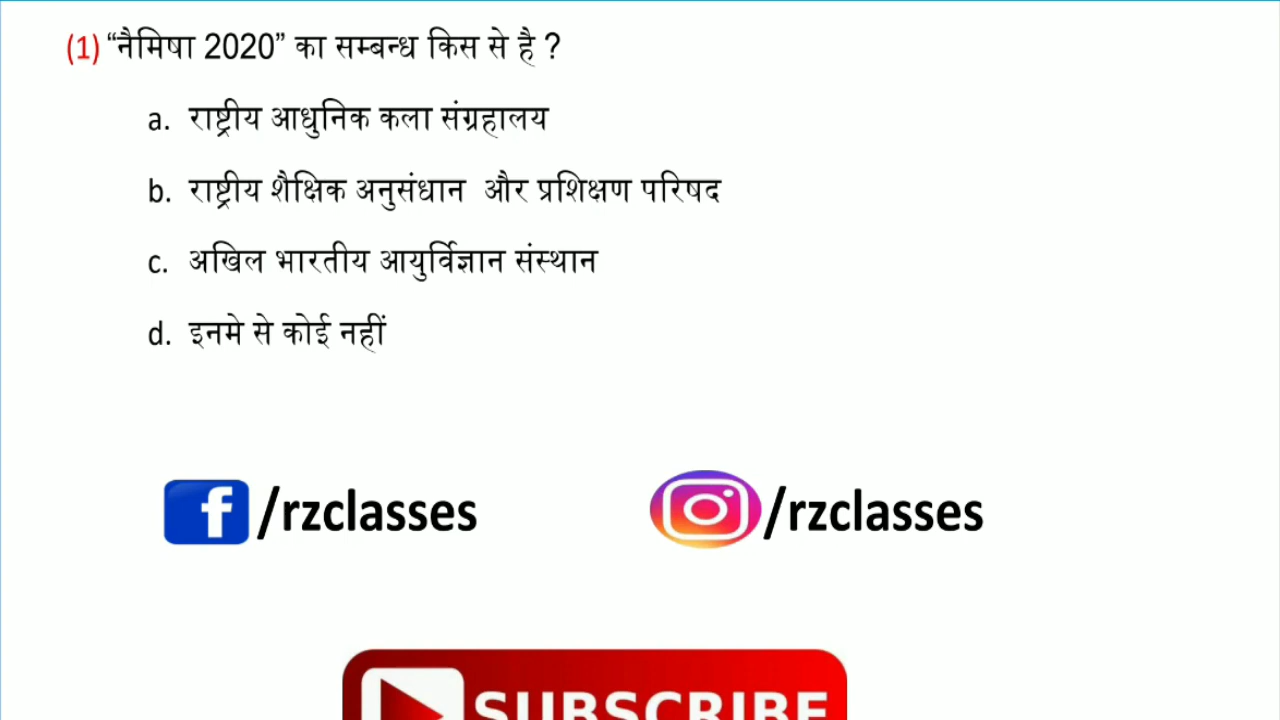 (1) “नैमिषा 2020” का सम्बन्ध किस से है ?
a. राष्ट्रीय आधुनिक कला संग्रहालय
b. राष्ट्रीय शैक्षिक अनुसंधान और प्रशिक्षण परिषद
c. अखिल भारतीय आयुर्विज्ञान संस्थान
d. इनमे से कोई नहीं
f /rzclasses /rzclasses
SUBSCRIBE